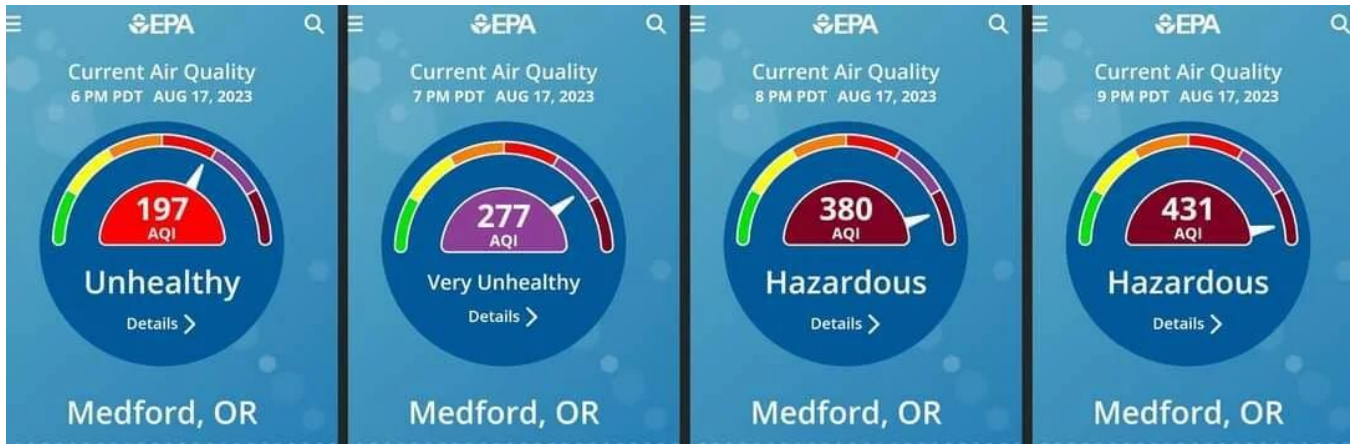 EPA
Current Air Quality
6 PM PDT AUG 17, 2023
197
AQI
Unhealthy
Details
Medford, OR
EPA
Current Air Quality
7 PM PDT AUG 17, 2023
277
AQI
Very Unhealthy
Details
Medford, OR
EPA
Current Air Quality
8 PM PDT AUG 17, 2023
380
AQI
Hazardous
Details
Medford, OR
EPA
Current Air Quality
9 PM PDT AUG 17, 2023
431
AQI
Hazardous
Details
Medford, OR